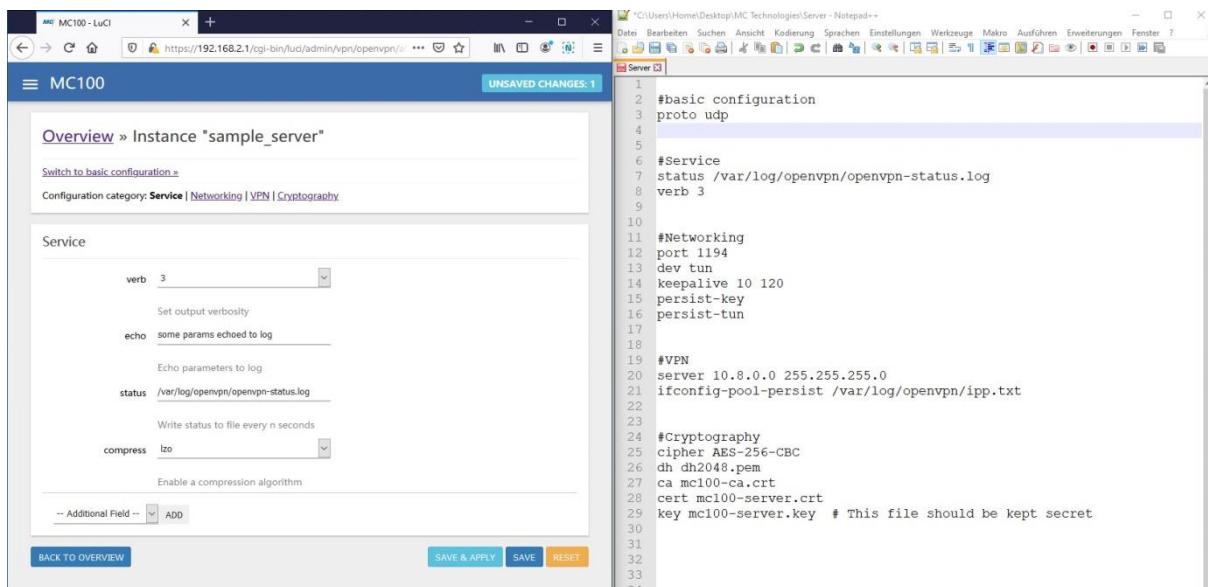 MC100 - LuCI
https://192.168.2.1/cgi-bin/luci/admin/vpn/openvpn/
MC100
UNSAVED CHANGES: 1
Overview » Instance "sample_server"
Switch to basic configuration »
Configuration category: Service | Networking | VPN | Cryptography
Service
verb 3
Set output verbosity
echo some params echoed to log
Echo parameters to log
status /var/log/openvpn/openvpn-status.log
Write status to file every n seconds
compress lzo
Enable a compression algorithm
-- Additional Field -- ADD
BACK TO OVERVIEW SAVE & APPLY SAVE RESET
*C:\Users\Home\Desktop\MC Technologies\Server - Notepad++
Datei Bearbeiten Suchen Ansicht Kodierung Sprachen Einstellungen Werkzeuge Makro Ausführen Erweiterungen Fenster ?
Server
1
2 #basic configuration
3 proto udp
4
5
6 #Service
7 status /var/log/openvpn/openvpn-status.log
8 verb 3
9
10
11 #Networking
12 port 1194
13 dev tun
14 keepalive 10 120
15 persist-key
16 persist-tun
17
18
19 #VPN
20 server 10.8.0.0 255.255.255.0
21 ifconfig-pool-persist /var/log/openvpn/ipp.txt
22
23
24 #Cryptography
25 cipher AES-256-CBC
26 dh dh2048.pem
27 ca mc100-ca.crt
28 cert mc100-server.crt
29 key mc100-server.key # This file should be kept secret
30
31
32
33